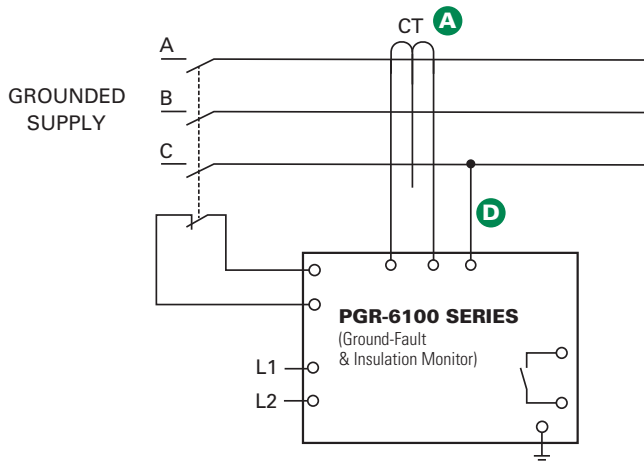 CT A
A
GROUNDED
SUPPLY
B
C
D
PGR-6100 SERIES
(Ground-Fault
& Insulation Monitor)
L1
L2